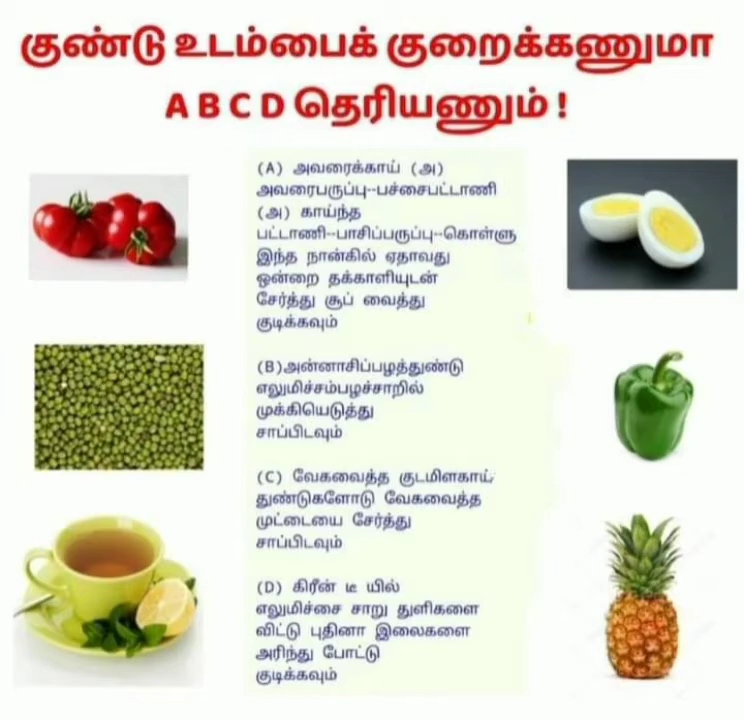 குண்டு உடம்பைக் குறைக்கணுமா
A B C D தெரியணும் !
(A) அவரைக்காய் (அ)
அவரைபருப்பு--பச்சைபட்டாணி
(அ) காய்ந்த
பட்டாணி--பாசிப்பருப்பு--கொள்ளு
இந்த நான்கில் ஏதாவது
ஒன்றை தக்காளியுடன்
சேர்த்து சூப் வைத்து
குடிக்கவும்
(B)அன்னாசிப்பழத்துண்டு
எலுமிச்சம்பழச்சாறில்
முக்கியெடுத்து
சாப்பிடவும்
(C) வேகவைத்த குடமிளகாய்
துண்டுகளோடு வேகவைத்த
முட்டையை சேர்த்து
சாப்பிடவும்
(D) கிரீன் டீ யில்
எலுமிச்சை சாறு துளிகளை
விட்டு புதினா இலைகளை
அரிந்து போட்டு
குடிக்கவும்